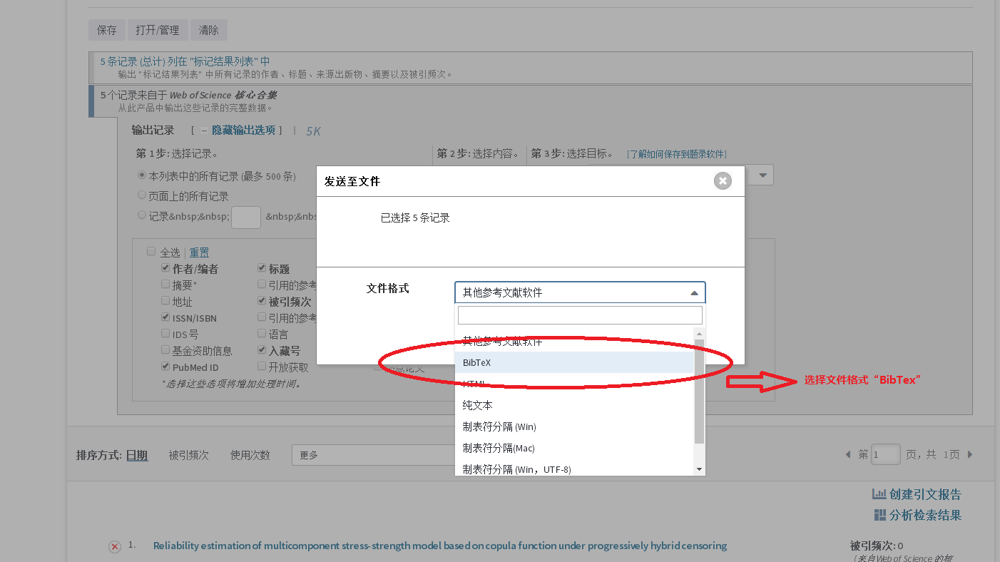 保存 打开/管理 清除
5 条记录 (总计) 列在 "标记结果列表" 中
输出 "标记结果列表" 中所有记录的作者、标题、来源出版物、摘要以及被引频次。
5 个记录来自于 Web of Science 核心合集
从此产品中输出这些记录的完整数据。
输出记录 [ – 隐藏输出选项 ] | 5K
第 1 步: 选择记录。 第 2 步: 选择内容。 第 3 步: 选择目标。 [了解如何保存到题录软件]
本列表中的所有记录 (最多 500 条)
页面上的所有记录
记录&nbsp;&nbsp; &nbsp;&nb
发送至文件
已选择 5 条记录
文件格式 其他参考文献软件
其他参考文献软件
BibTeX
HTML
纯文本
制表符分隔 (Win)
制表符分隔(Mac)
制表符分隔 (Win，UTF-8)
全选 | 重置
作者/编者 标题
摘要* 引用的参考
地址 被引频次
ISSN/ISBN 引用的参考
IDS 号 语言
基金资助信息 入藏号
PubMed ID 开放获取 点论文
*选择这些选项将增加处理时间。
选择文件格式“BibTex”
排序方式: 日期 被引频次 使用次数 更多 第 1 页，共 1页
创建引文报告
分析检索结果
1. Reliability estimation of multicomponent stress-strength model based on copula function under progressively hybrid censoring
被引频次: 0
(来自 Web of Science 的核